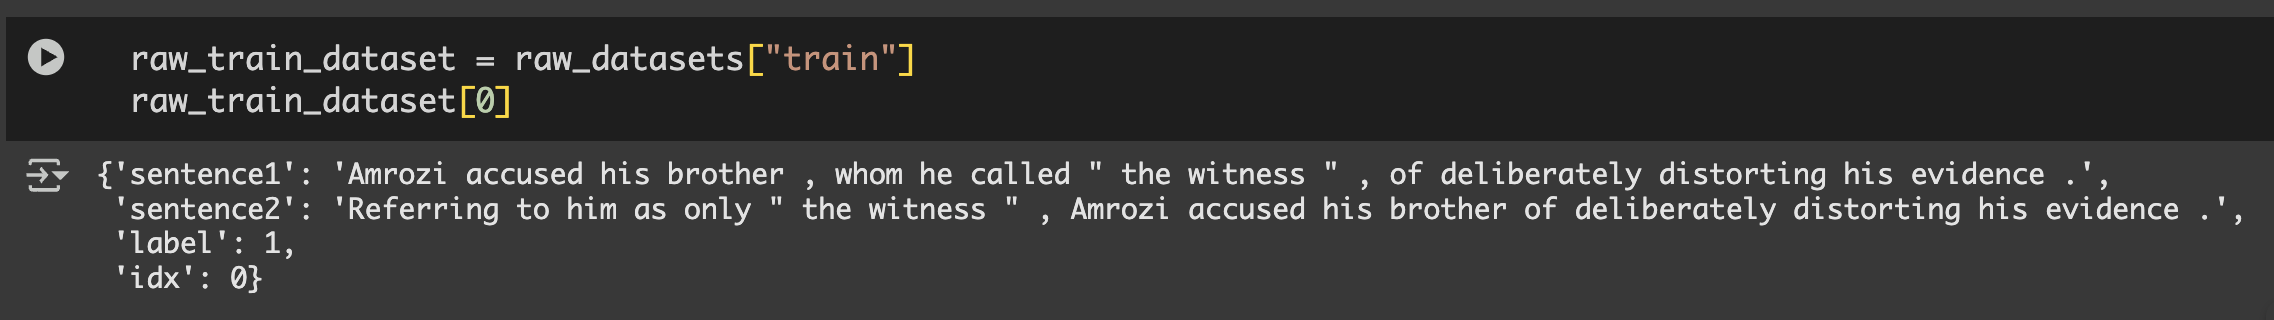 raw_train_dataset = raw_datasets["train"]
raw_train_dataset[0]
{'sentence1': 'Amrozi accused his brother , whom he called " the witness " , of deliberately distorting his evidence .',
'sentence2': 'Referring to him as only " the witness " , Amrozi accused his brother of deliberately distorting his evidence .',
'label': 1,
'idx': 0}